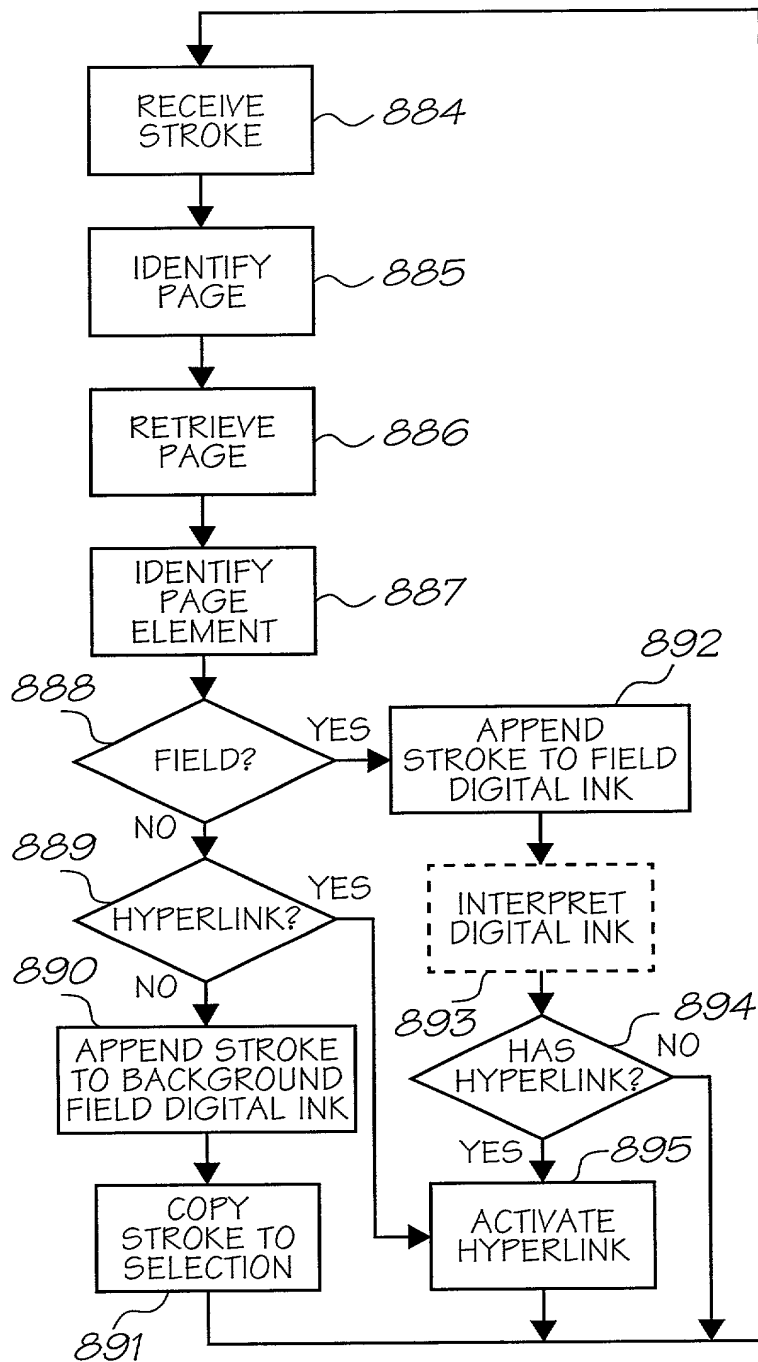 RECEIVE
STROKE
884
IDENTIFY
PAGE
885
RETRIEVE
PAGE
886
IDENTIFY
PAGE
ELEMENT
887
888
FIELD?
YES
NO
892
APPEND
STROKE TO FIELD
DIGITAL INK
889
HYPERLINK?
YES
NO
INTERPRET
DIGITAL INK
893
890
APPEND STROKE
TO BACKGROUND
FIELD DIGITAL INK
894
HAS
HYPERLINK?
NO
YES
895
COPY
STROKE TO
SELECTION
891
ACTIVATE
HYPERLINK